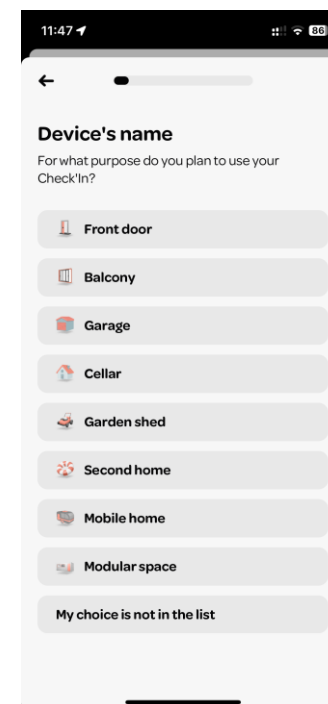 11:47
86
Device's name
For what purpose do you plan to use your
Check'In?
Front door
Balcony
Garage
Cellar
Garden shed
Second home
Mobile home
Modular space
My choice is not in the list